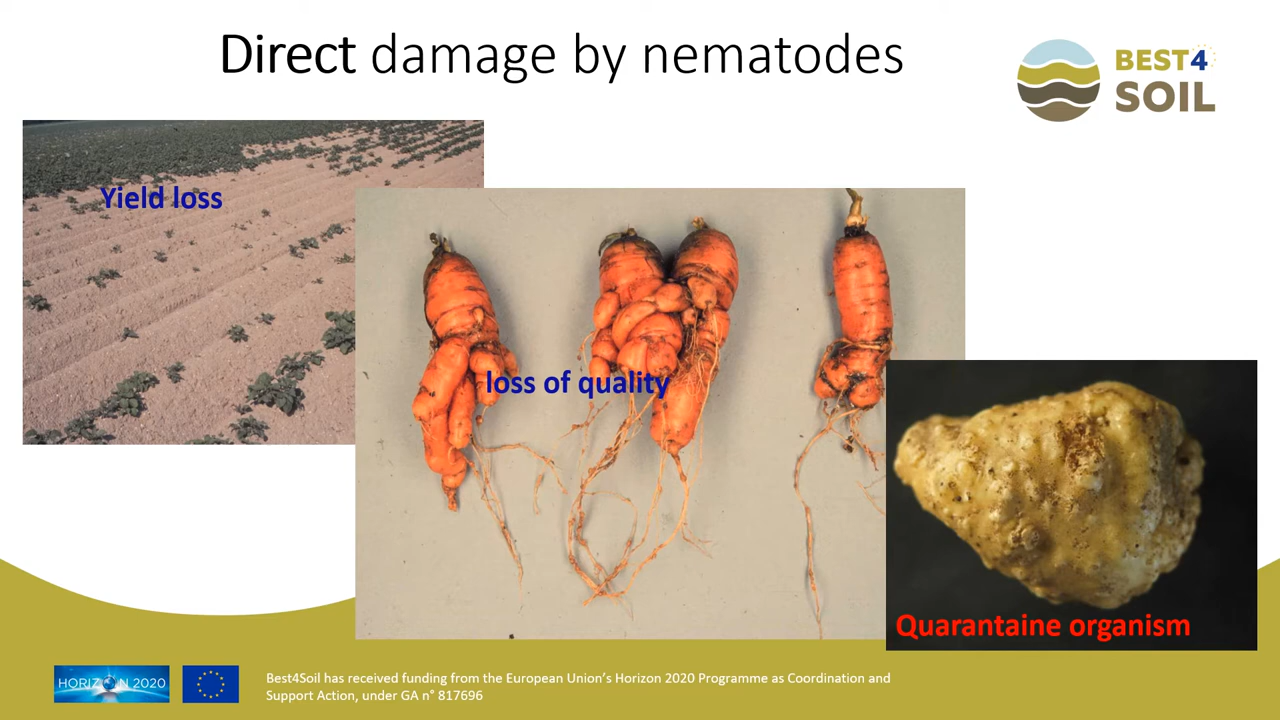 Direct damage by nematodes
BEST4
SOIL
Yield loss
loss of quality
Quarantaine organism
HORIZON 2020
Best4Soil has received funding from the European Union's Horizon 2020 Programme as Coordination and
Support Action, under GA n° 817696